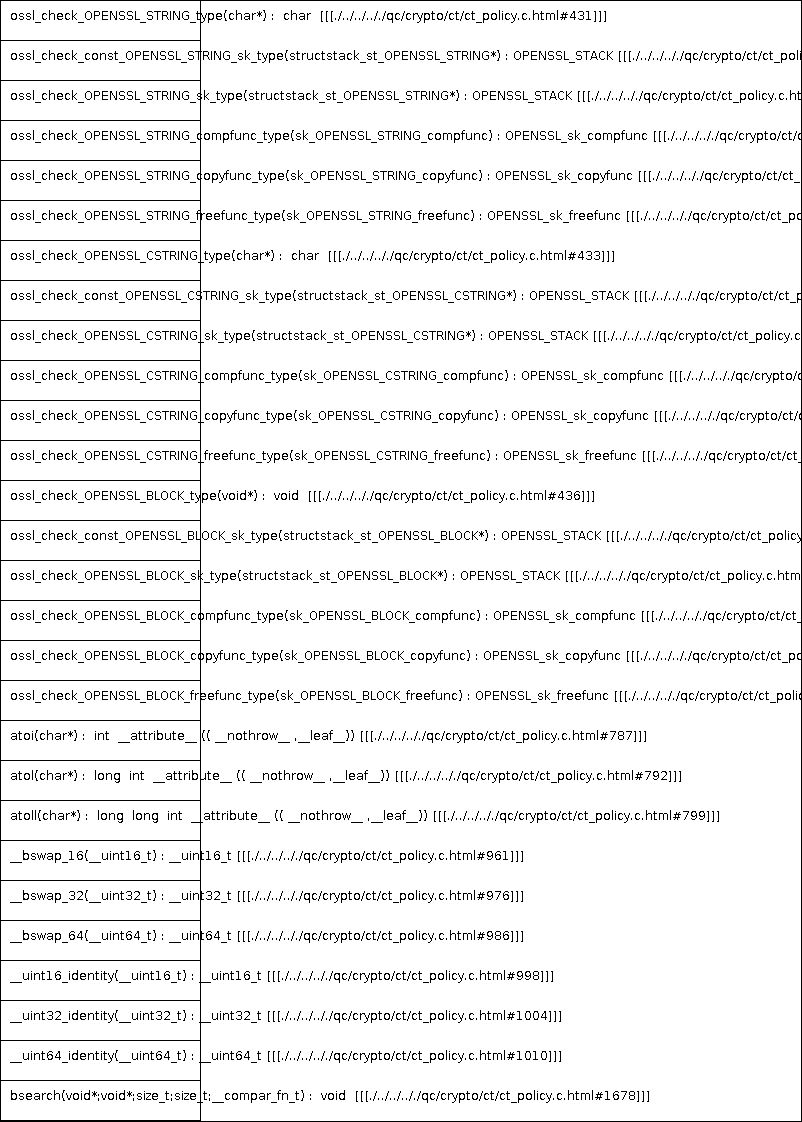 ossl_check_OPENSSL_STRING_type(char*) : char [[[./../../../qc/crypto/ct/ct_policy.c.html#431]]]
ossl_check_const_OPENSSL_STRING_sk_type(structstack_st_OPENSSL_STRING*) : OPENSSL_STACK [[[./../../../qc/crypto/ct/ct_poli
ossl_check_OPENSSL_STRING_sk_type(structstack_st_OPENSSL_STRING*) : OPENSSL_STACK [[[./../../../qc/crypto/ct/ct_policy.c.ht
ossl_check_OPENSSL_STRING_compfunc_type(sk_OPENSSL_STRING_compfunc) : OPENSSL_sk_compfunc [[[./../../../qc/crypto/ct/c
ossl_check_OPENSSL_STRING_copyfunc_type(sk_OPENSSL_STRING_copyfunc) : OPENSSL_sk_copyfunc [[[./../../../qc/crypto/ct/ct_
ossl_check_OPENSSL_STRING_freefunc_type(sk_OPENSSL_STRING_freefunc) : OPENSSL_sk_freefunc [[[./../../../qc/crypto/ct/ct_po
ossl_check_OPENSSL_CSTRING_type(char*) : char [[[./../../../qc/crypto/ct/ct_policy.c.html#433]]]
ossl_check_const_OPENSSL_CSTRING_sk_type(structstack_st_OPENSSL_CSTRING*) : OPENSSL_STACK [[[./../../../qc/crypto/ct/ct_p
ossl_check_OPENSSL_CSTRING_sk_type(structstack_st_OPENSSL_CSTRING*) : OPENSSL_STACK [[[./../../../qc/crypto/ct/ct_policy.c
ossl_check_OPENSSL_CSTRING_compfunc_type(sk_OPENSSL_CSTRING_compfunc) : OPENSSL_sk_compfunc [[[./../../../qc/crypto/c
ossl_check_OPENSSL_CSTRING_copyfunc_type(sk_OPENSSL_CSTRING_copyfunc) : OPENSSL_sk_copyfunc [[[./../../../qc/crypto/ct/c
ossl_check_OPENSSL_CSTRING_freefunc_type(sk_OPENSSL_CSTRING_freefunc) : OPENSSL_sk_freefunc [[[./../../../qc/crypto/ct/ct_
ossl_check_OPENSSL_BLOCK_type(void*) : void [[[./../../../qc/crypto/ct/ct_policy.c.html#436]]]
ossl_check_const_OPENSSL_BLOCK_sk_type(structstack_st_OPENSSL_BLOCK*) : OPENSSL_STACK [[[./../../../qc/crypto/ct/ct_policy
ossl_check_OPENSSL_BLOCK_sk_type(structstack_st_OPENSSL_BLOCK*) : OPENSSL_STACK [[[./../../../qc/crypto/ct/ct_policy.c.htm
ossl_check_OPENSSL_BLOCK_compfunc_type(sk_OPENSSL_BLOCK_compfunc) : OPENSSL_sk_compfunc [[[./../../../qc/crypto/ct/ct_
ossl_check_OPENSSL_BLOCK_copyfunc_type(sk_OPENSSL_BLOCK_copyfunc) : OPENSSL_sk_copyfunc [[[./../../../qc/crypto/ct/ct_po
ossl_check_OPENSSL_BLOCK_freefunc_type(sk_OPENSSL_BLOCK_freefunc) : OPENSSL_sk_freefunc [[[./../../../qc/crypto/ct/ct_polic
atoi(char*) : int __attribute__ (( __nothrow__ ,__leaf__)) [[[./../../../qc/crypto/ct/ct_policy.c.html#787]]]
atol(char*) : long int __attribute__ (( __nothrow__ ,__leaf__)) [[[./../../../qc/crypto/ct/ct_policy.c.html#792]]]
atoll(char*) : long long int __attribute__ (( __nothrow__ ,__leaf__)) [[[./../../../qc/crypto/ct/ct_policy.c.html#799]]]
__bswap_16(__uint16_t) : __uint16_t [[[./../../../qc/crypto/ct/ct_policy.c.html#961]]]
__bswap_32(__uint32_t) : __uint32_t [[[./../../../qc/crypto/ct/ct_policy.c.html#976]]]
__bswap_64(__uint64_t) : __uint64_t [[[./../../../qc/crypto/ct/ct_policy.c.html#986]]]
__uint16_identity(__uint16_t) : __uint16_t [[[./../../../qc/crypto/ct/ct_policy.c.html#998]]]
__uint32_identity(__uint32_t) : __uint32_t [[[./../../../qc/crypto/ct/ct_policy.c.html#1004]]]
__uint64_identity(__uint64_t) : __uint64_t [[[./../../../qc/crypto/ct/ct_policy.c.html#1010]]]
bsearch(void*;void*;size_t;size_t;__compar_fn_t) : void [[[./../../../qc/crypto/ct/ct_policy.c.html#1678]]]